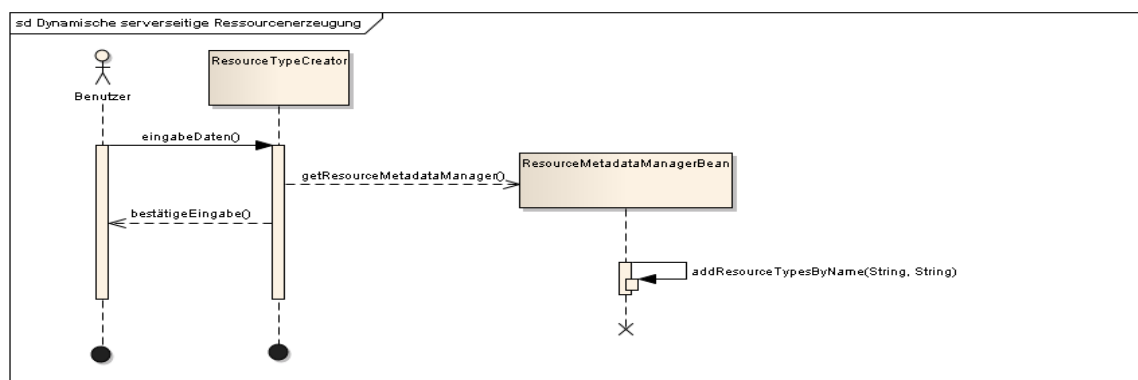 sd Dynamische serverseitige Ressourcenerzeugung
ResourceTypeCreator
Benutzer
eingabeDaten()
ResourceMetadataManagerBean
getResourceMetadataManager()
bestätigeEingabe()
addResourceTypesByName(String, String)